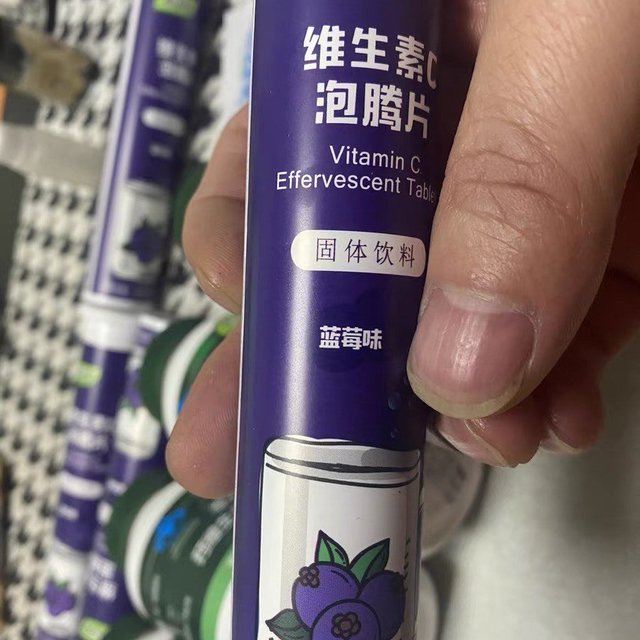 维生素C
泡腾片
Vitamin C
Effervescent Table
固体饮料
蓝莓味